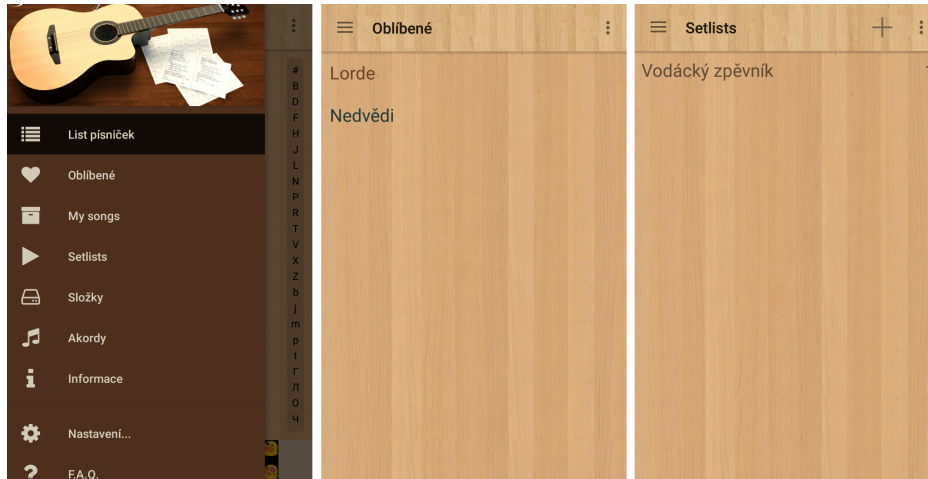 List písniček
Oblíbené
My songs
Setlists
Složky
Akordy
Informace
Nastavení...
F.A.Q.
#
B
D
F
H
J
L
N
P
R
T
V
X
Z
b
j
m
p
t
Г
Л
О
Ч
Oblíbené
Lorde
Nedvědi
Setlists
Vodácký zpěvník